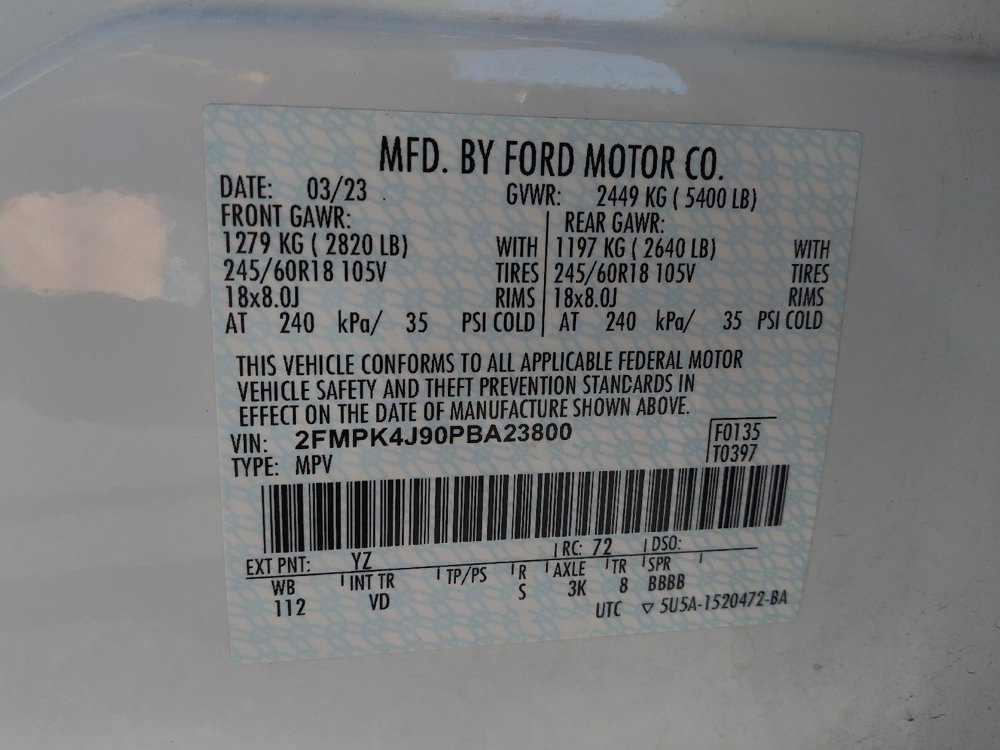 MFD. BY FORD MOTOR CO.
DATE: 03/23 GVWR: 2449 KG ( 5400 LB)
FRONT GAWR: REAR GAWR:
1279 KG ( 2820 LB) WITH 1197 KG ( 2640 LB) WITH
245/60R18 105V TIRES 245/60R18 105V TIRES
18x8.0J RIMS 18x8.0J RIMS
AT 240 kPa/ 35 PSI COLD AT 240 kPa/ 35 PSI COLD
THIS VEHICLE CONFORMS TO ALL APPLICABLE FEDERAL MOTOR
VEHICLE SAFETY AND THEFT PREVENTION STANDARDS IN
EFFECT ON THE DATE OF MANUFACTURE SHOWN ABOVE.
VIN: 2FMPK4J90PBA23800 F0135
TYPE: MPV T0397
EXT PNT: YZ RC: 72 DSO:
WB INT TR TP/PS R AXLE TR SPR
112 VD S 3K 8 BBBB
UTC ▽ 5U5A-1520472-BA